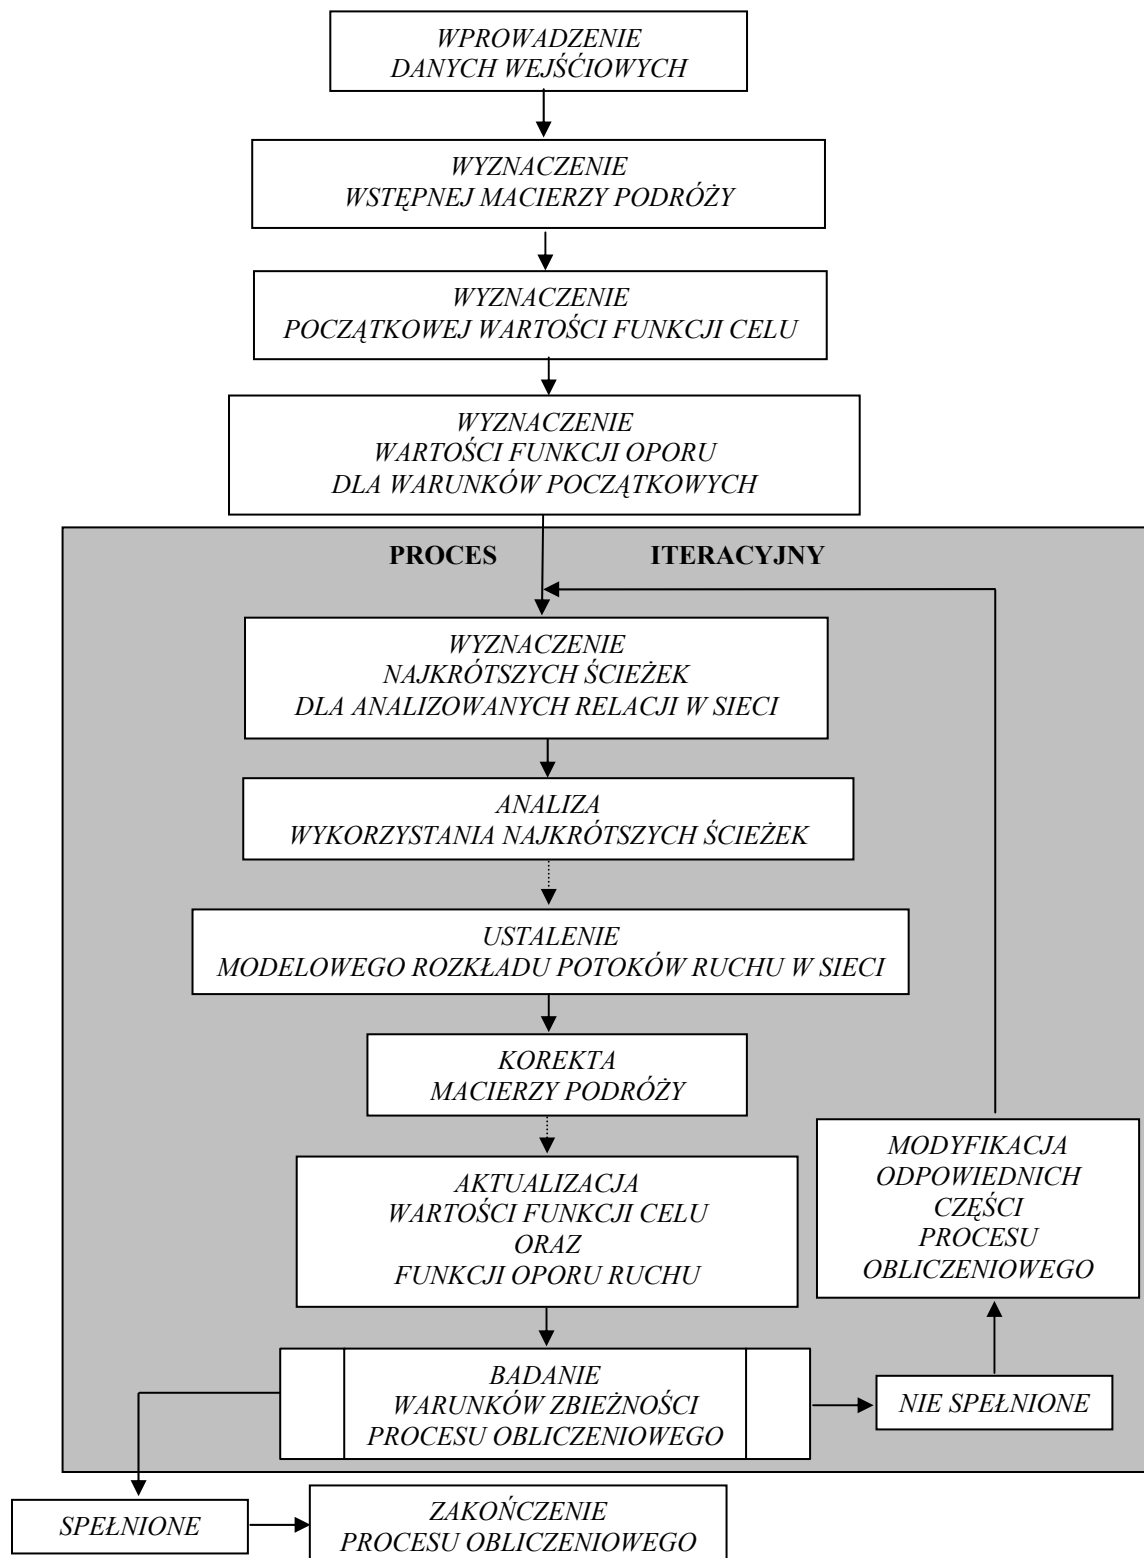 WPROWADZENIE
DANYCH WEJŚĆIOWYCH
WYZNACZENIE
WSTĘPNEJ MACIERZY PODRÓŻY
WYZNACZENIE
POCZĄTKOWEJ WARTOŚCI FUNKCJI CELU
WYZNACZENIE
WARTOŚCI FUNKCJI OPORU
DLA WARUNKÓW POCZĄTKOWYCH
PROCES ITERACYJNY
WYZNACZENIE
NAJKRÓTSZYCH ŚCIEŻEK
DLA ANALIZOWANYCH RELACJI W SIECI
ANALIZA
WYKORZYSTANIA NAJKRÓTSZYCH ŚCIEŻEK
USTALENIE
MODELOWEGO ROZKŁADU POTOKÓW RUCHU W SIECI
KOREKTA
MACIERZY PODRÓŻY
AKTUALIZACJA
WARTOŚCI FUNKCJI CELU
ORAZ
FUNKCJI OPORU RUCHU
MODYFIKACJA
ODPOWIEDNICH
CZĘŚCI
PROCESU
OBLICZENIOWEGO
BADANIE
WARUNKÓW ZBIEŻNOŚCI
PROCESU OBLICZENIOWEGO
NIE SPEŁNIONE
SPEŁNIONE
ZAKOŃCZENIE
PROCESU OBLICZENIOWEGO